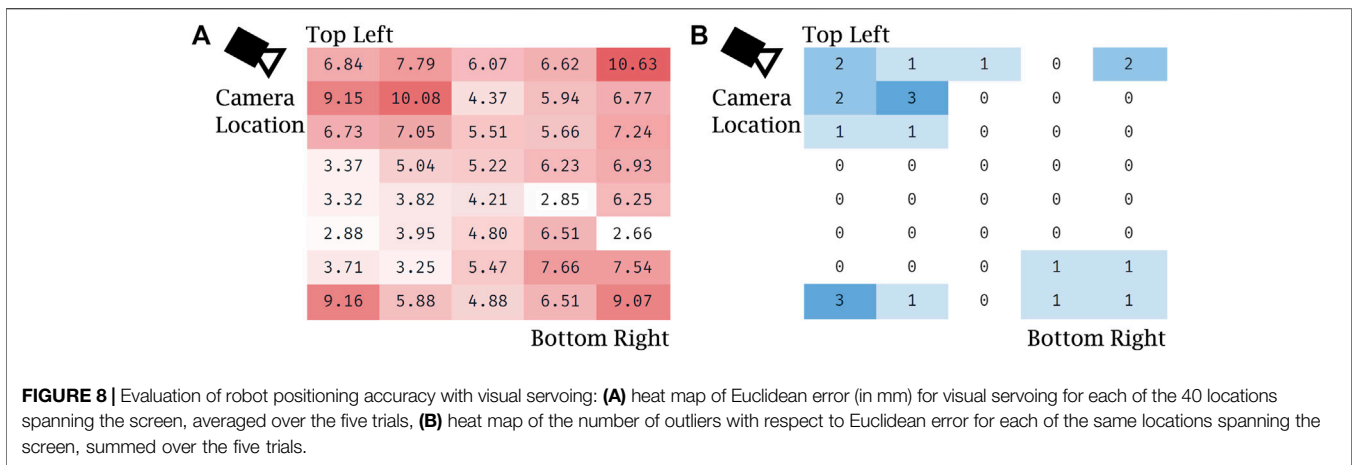 A
Top Left
Camera
Location
6.84 7.79 6.07 6.62 10.63
9.15 10.08 4.37 5.94 6.77
6.73 7.05 5.51 5.66 7.24
3.37 5.04 5.22 6.23 6.93
3.32 3.82 4.21 2.85 6.25
2.88 3.95 4.80 6.51 2.66
3.71 3.25 5.47 7.66 7.54
9.16 5.88 4.88 6.51 9.07
Bottom Right
B
Top Left
Camera
Location
2 1 1 0 2
2 3 0 0 0
1 1 0 0 0
0 0 0 0 0
0 0 0 0 0
0 0 0 0 0
0 0 0 1 1
3 1 0 1 1
Bottom Right
FIGURE 8 | Evaluation of robot positioning accuracy with visual servoing: (A) heat map of Euclidean error (in mm) for visual servoing for each of the 40 locations
spanning the screen, averaged over the five trials, (B) heat map of the number of outliers with respect to Euclidean error for each of the same locations spanning the
screen, summed over the five trials.